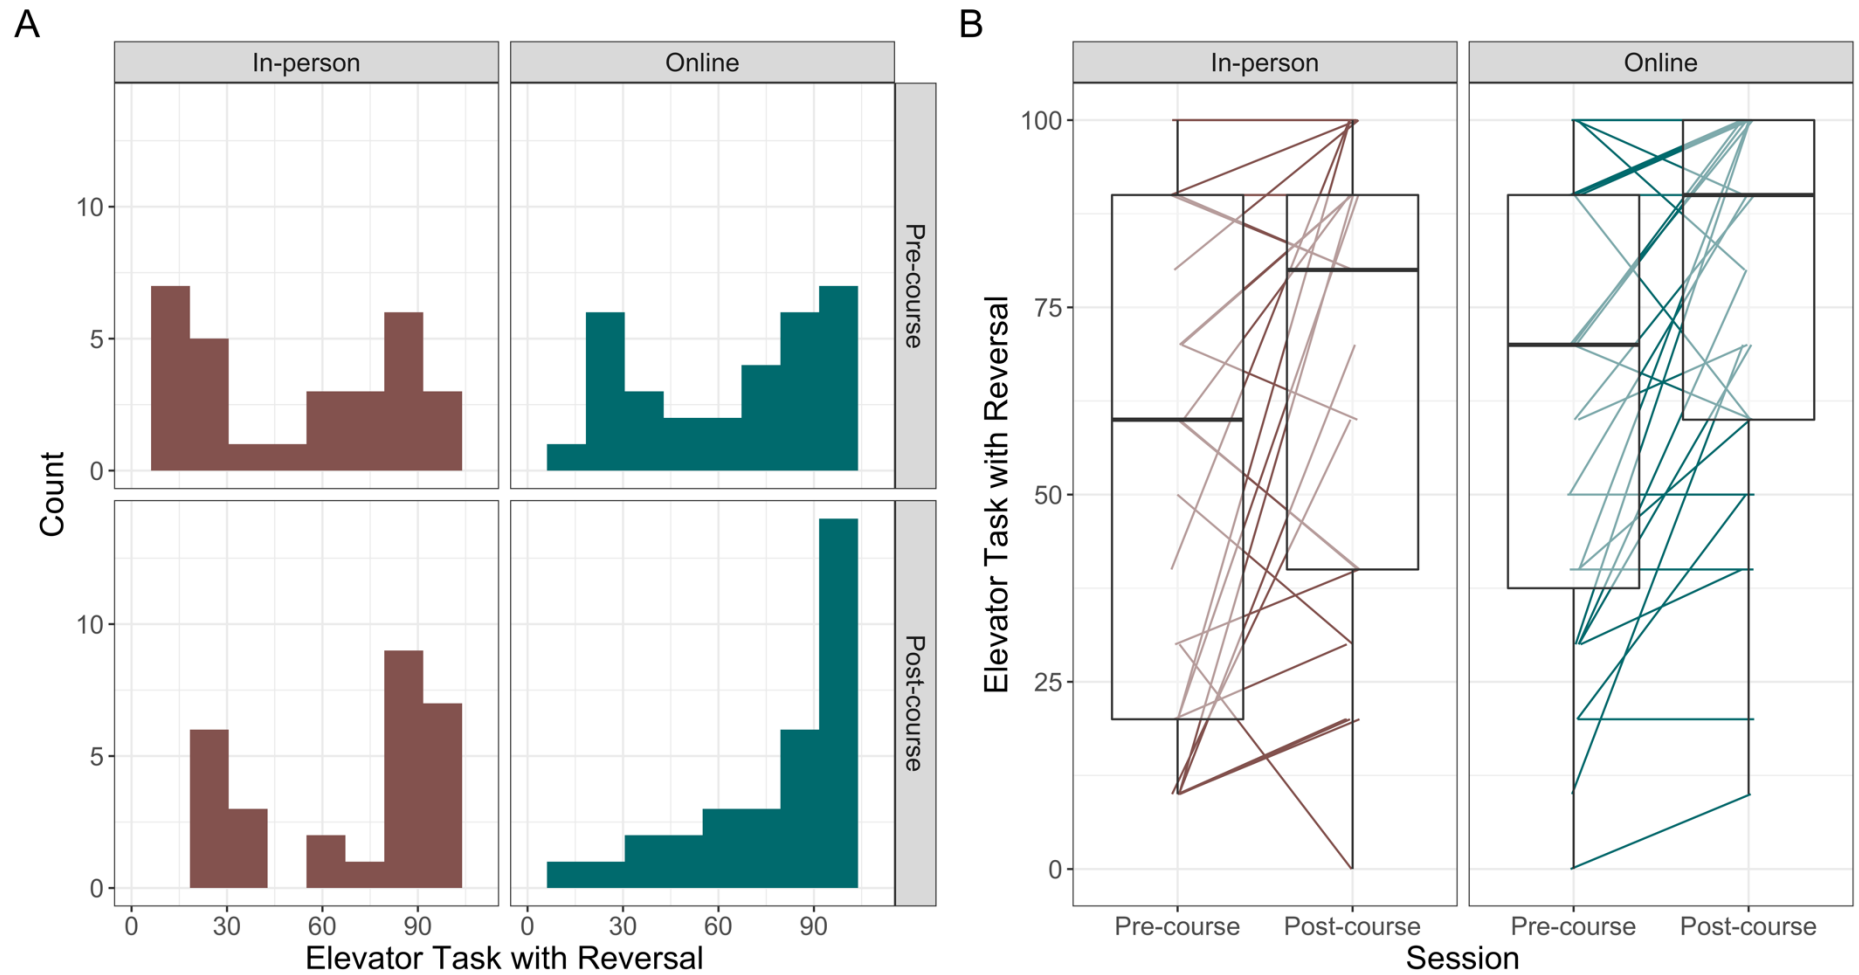 A
B
In-person
Online
In-person
Online
10
5
0
Pre-course
10
5
0
Post-course
Count
0
30
60
90
0
30
60
90
Elevator Task with Reversal
100
75
50
25
0
Elevator Task with Reversal
Pre-course
Post-course
Pre-course
Post-course
Session